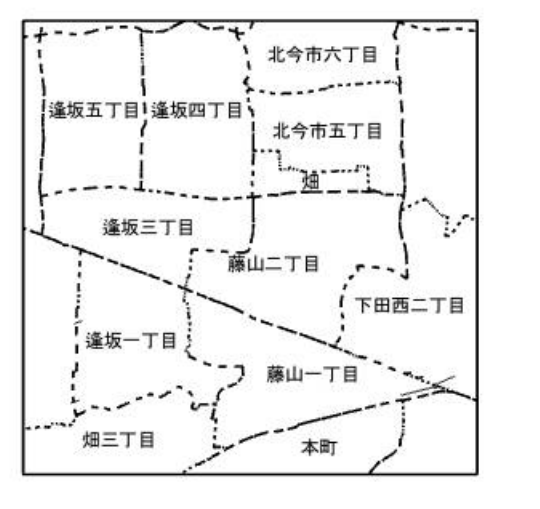 北今市六丁目
逢坂五丁目
逢坂四丁目
北今市五丁目
畑
逢坂三丁目
藤山二丁目
下田西二丁目
逢坂一丁目
藤山一丁目
畑三丁目
本町